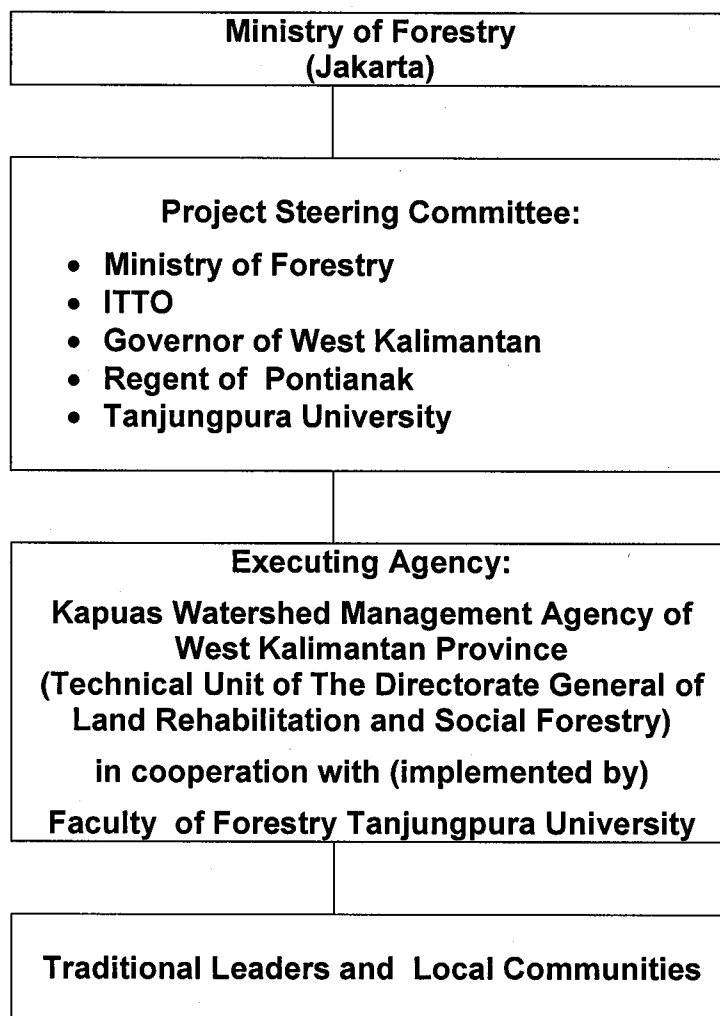 Ministry of Forestry
(Jakarta)
Project Steering Committee:
• Ministry of Forestry
• ITTO
• Governor of West Kalimantan
• Regent of Pontianak
• Tanjungpura University
Executing Agency:
Kapuas Watershed Management Agency of
West Kalimantan Province
(Technical Unit of The Directorate General of
Land Rehabilitation and Social Forestry)
in cooperation with (implemented by)
Faculty of Forestry Tanjungpura University
Traditional Leaders and Local Communities